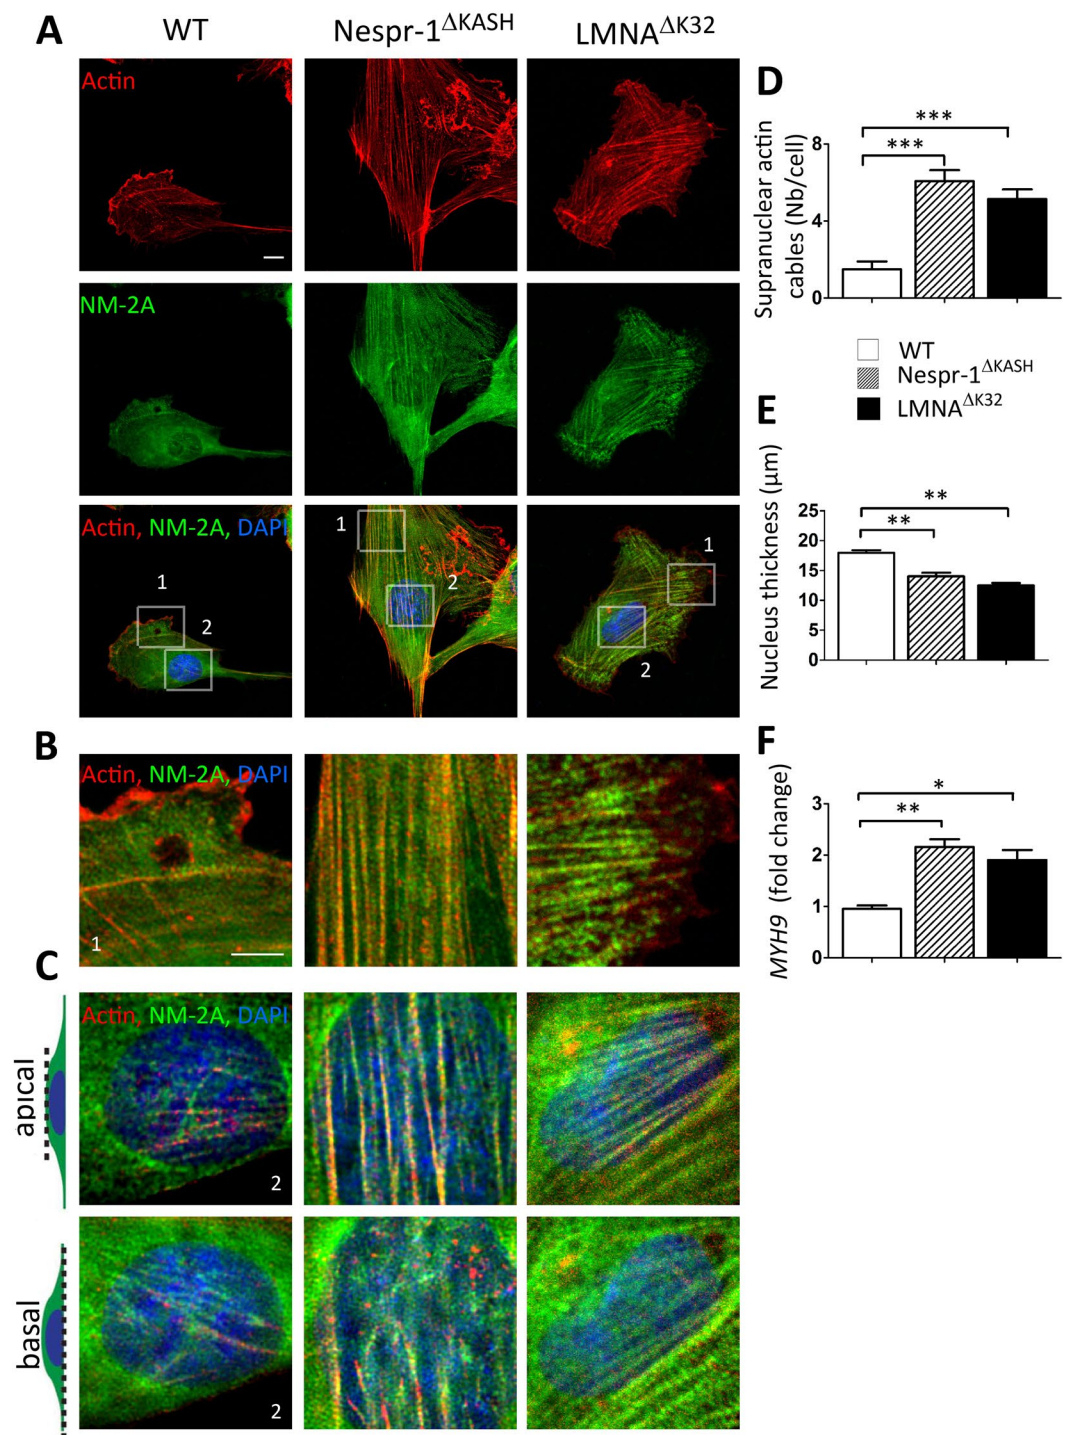 A
WT
Nespr-1ΔKASH
LMNAΔK32
Actin
NM-2A
Actin, NM-2A, DAPI
1
2
1
2
1
2
B
Actin, NM-2A, DAPI
1
C
apical
Actin, NM-2A, DAPI
2
basal
2
D
Supranuclear actin
cables (Nb/cell)
8
4
0
***
***
WT
Nespr-1ΔKASH
LMNAΔK32
E
Nucleus thickness (µm)
25
20
15
10
5
0
**
**
F
MYH9 (fold change)
3
2
1
0
*
**